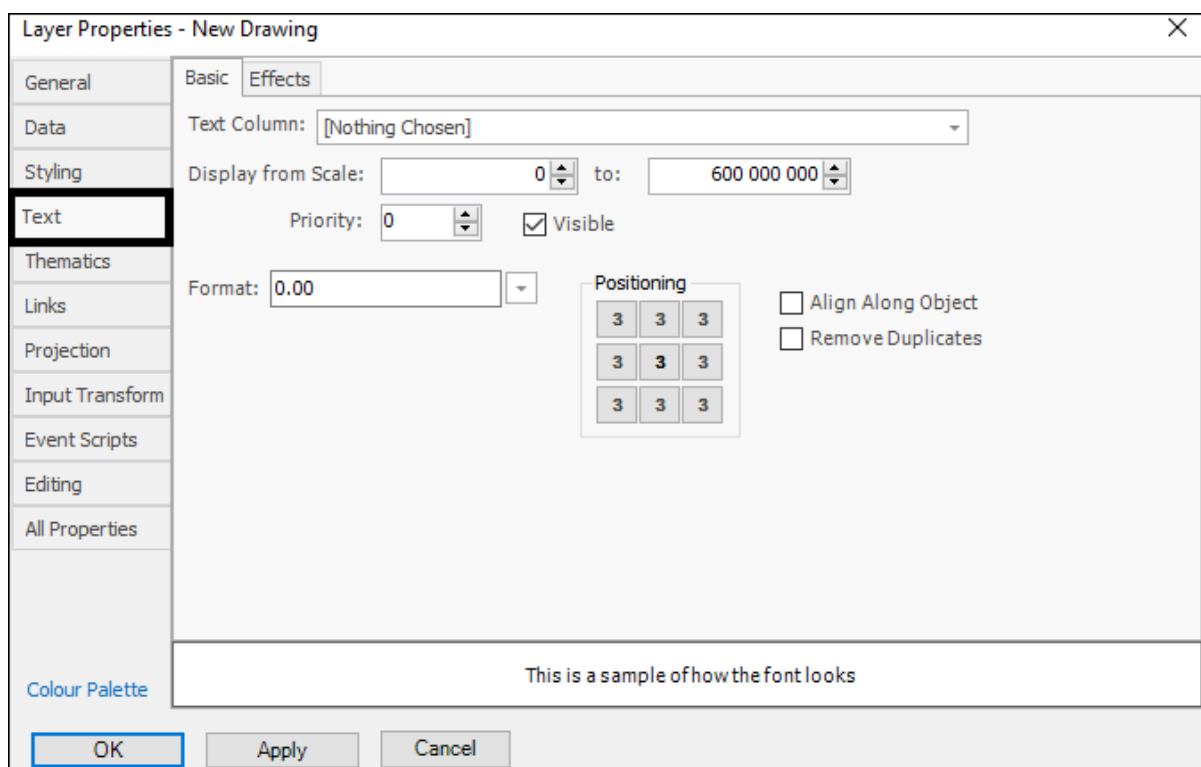 Layer Properties - New Drawing
General
Data
Styling
Text
Thematics
Links
Projection
Input Transform
Event Scripts
Editing
All Properties
Colour Palette
Basic Effects
Text Column: [Nothing Chosen]
Display from Scale: 0 to: 600 000 000
Priority: 0 Visible
Format: 0.00
Positioning
3 3 3
3 3 3
3 3 3
Align Along Object
Remove Duplicates
This is a sample of how the font looks
OK Apply Cancel